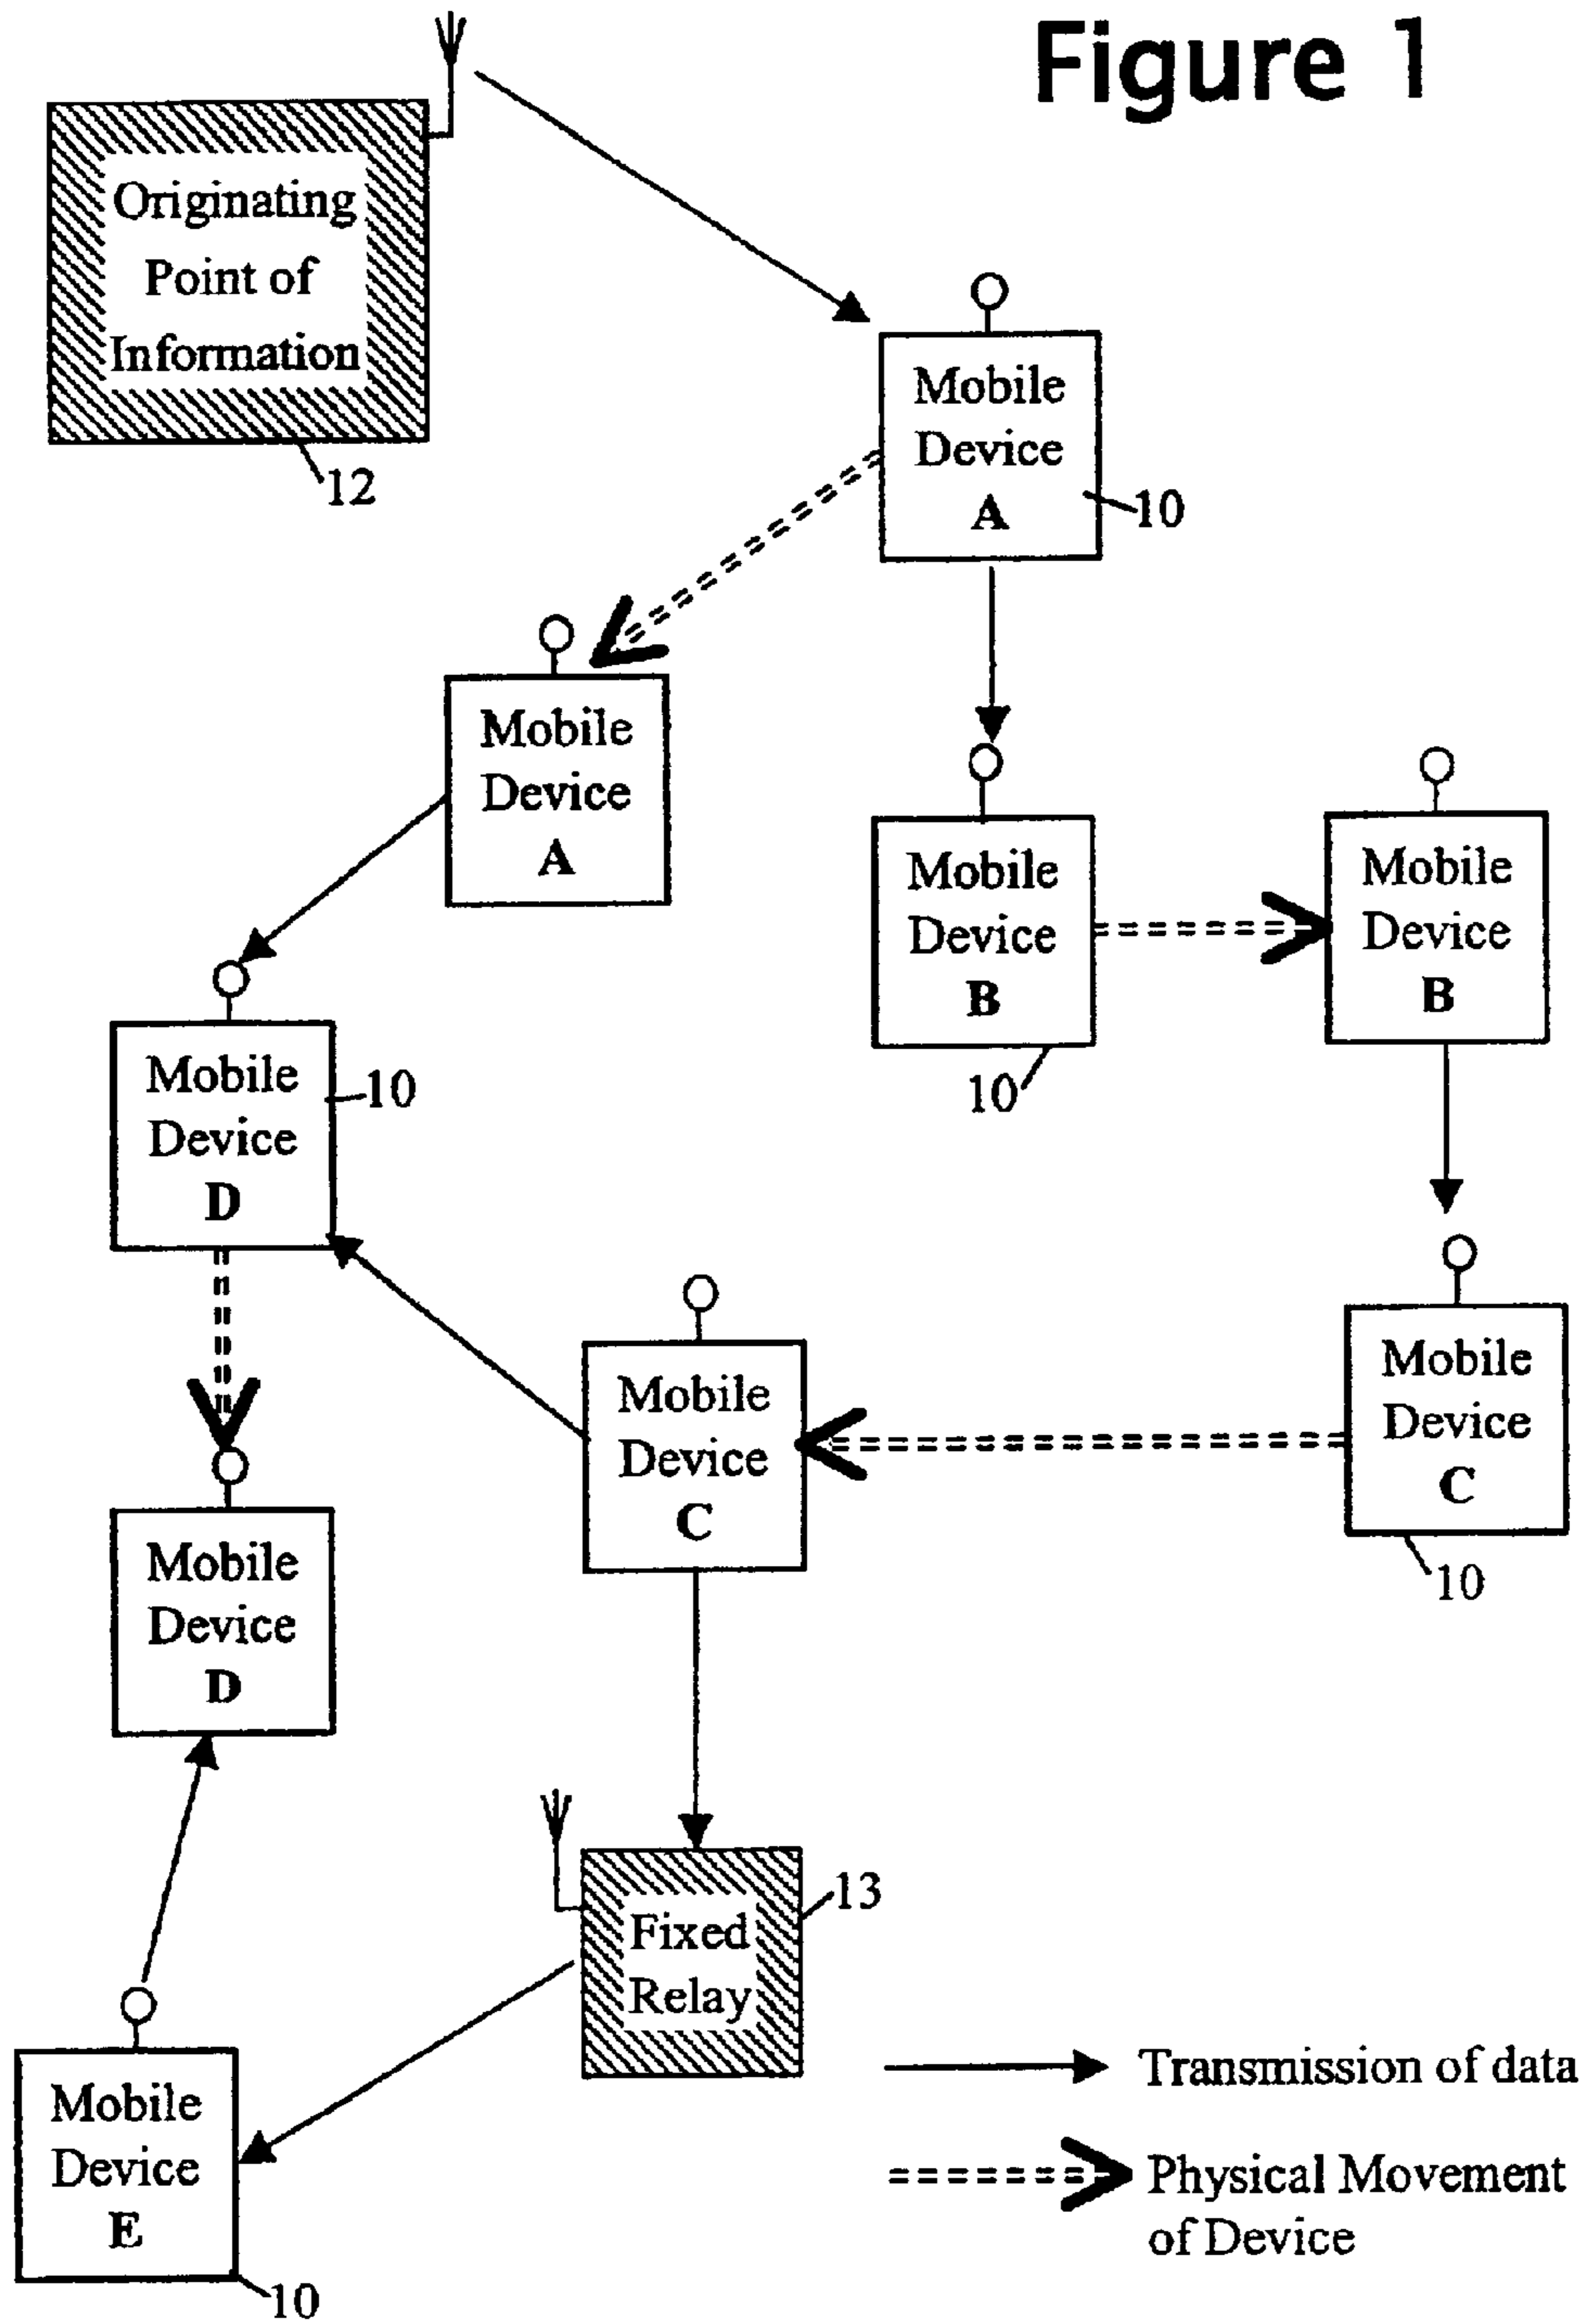 Figure 1
Originating
Point of
Information
12
Mobile
Device
A
10
Mobile
Device
A
Mobile
Device
B
10
Mobile
Device
B
Mobile
Device
D
10
Mobile
Device
C
Mobile
Device
C
10
Mobile
Device
D
Fixed
Relay
13
Mobile
Device
E
10
Transmission of data
Physical Movement
of Device